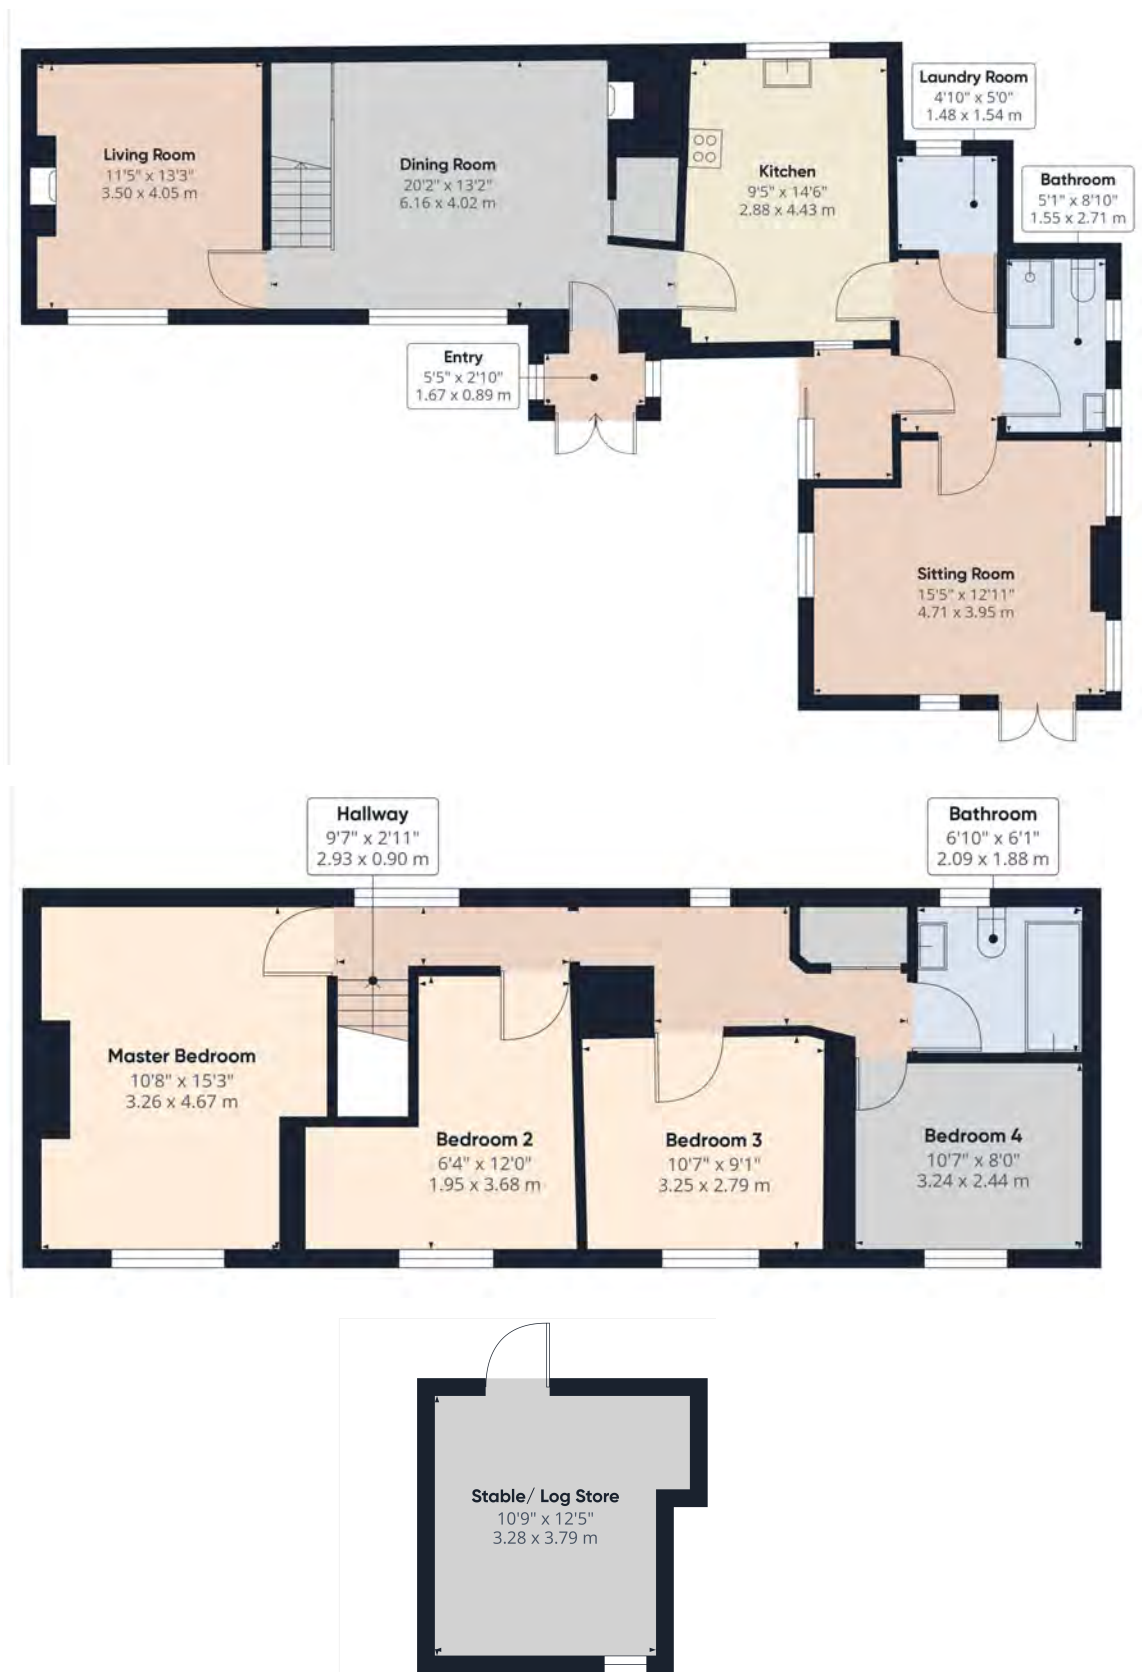 Living Room
11'5" x 13'3"
3.50 x 4.05 m
Dining Room
20'2" x 13'2"
6.16 x 4.02 m
Kitchen
9'5" x 14'6"
2.88 x 4.43 m
Laundry Room
4'10" x 5'0"
1.48 x 1.54 m
Bathroom
5'1" x 8'10"
1.55 x 2.71 m
Entry
5'5" x 2'10"
1.67 x 0.89 m
Sitting Room
15'5" x 12'11"
4.71 x 3.95 m
Hallway
9'7" x 2'11"
2.93 x 0.90 m
Bathroom
6'10" x 6'1"
2.09 x 1.88 m
Master Bedroom
10'8" x 15'3"
3.26 x 4.67 m
Bedroom 2
6'4" x 12'0"
1.95 x 3.68 m
Bedroom 3
10'7" x 9'1"
3.25 x 2.79 m
Bedroom 4
10'7" x 8'0"
3.24 x 2.44 m
Stable/ Log Store
10'9" x 12'5"
3.28 x 3.79 m